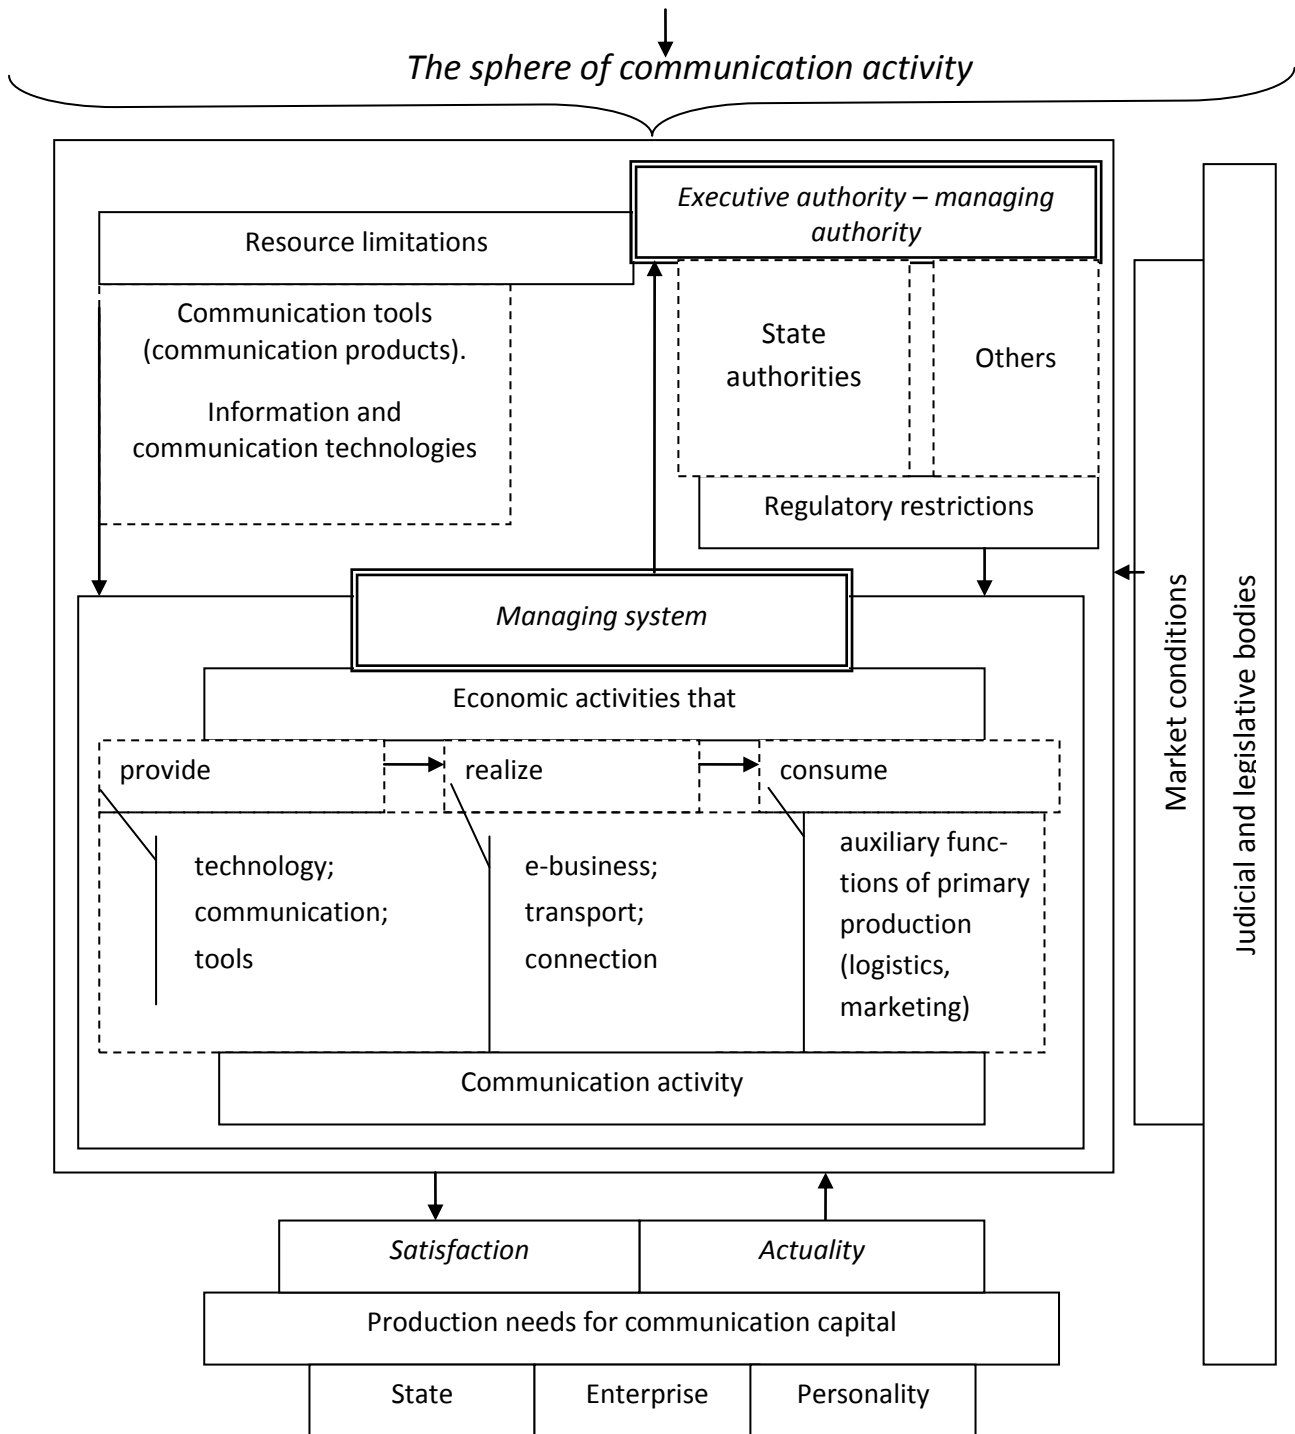 The sphere of communication activity
Executive authority – managing
authority
Resource limitations
Communication tools
(communication products).
Information and
communication technologies
State
authorities
Others
Regulatory restrictions
Managing system
Economic activities that
provide
realize
consume
technology;
communication;
tools
e-business;
transport;
connection
auxiliary func-
tions of primary
production
(logistics,
marketing)
Communication activity
Market conditions
Judicial and legislative bodies
Satisfaction
Actuality
Production needs for communication capital
State
Enterprise
Personality